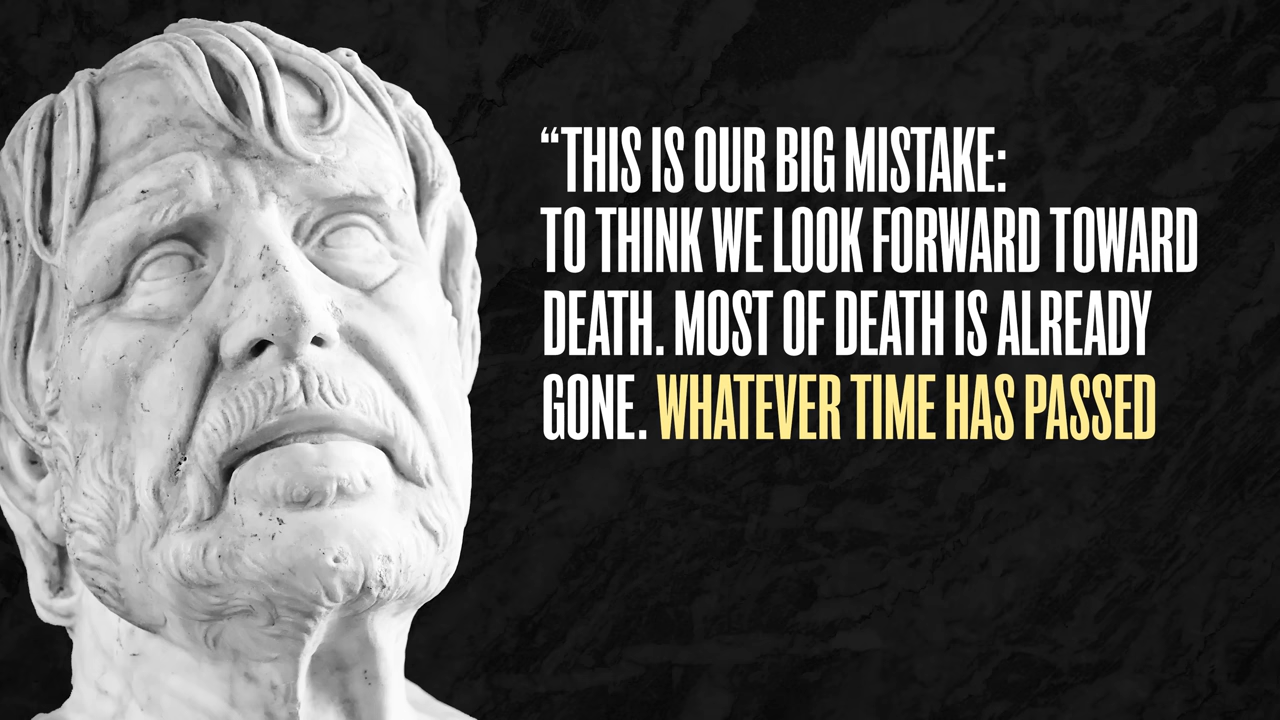 “THIS IS OUR BIG MISTAKE:
TO THINK WE LOOK FORWARD TOWARD
DEATH. MOST OF DEATH IS ALREADY
GONE. WHATEVER TIME HAS PASSED